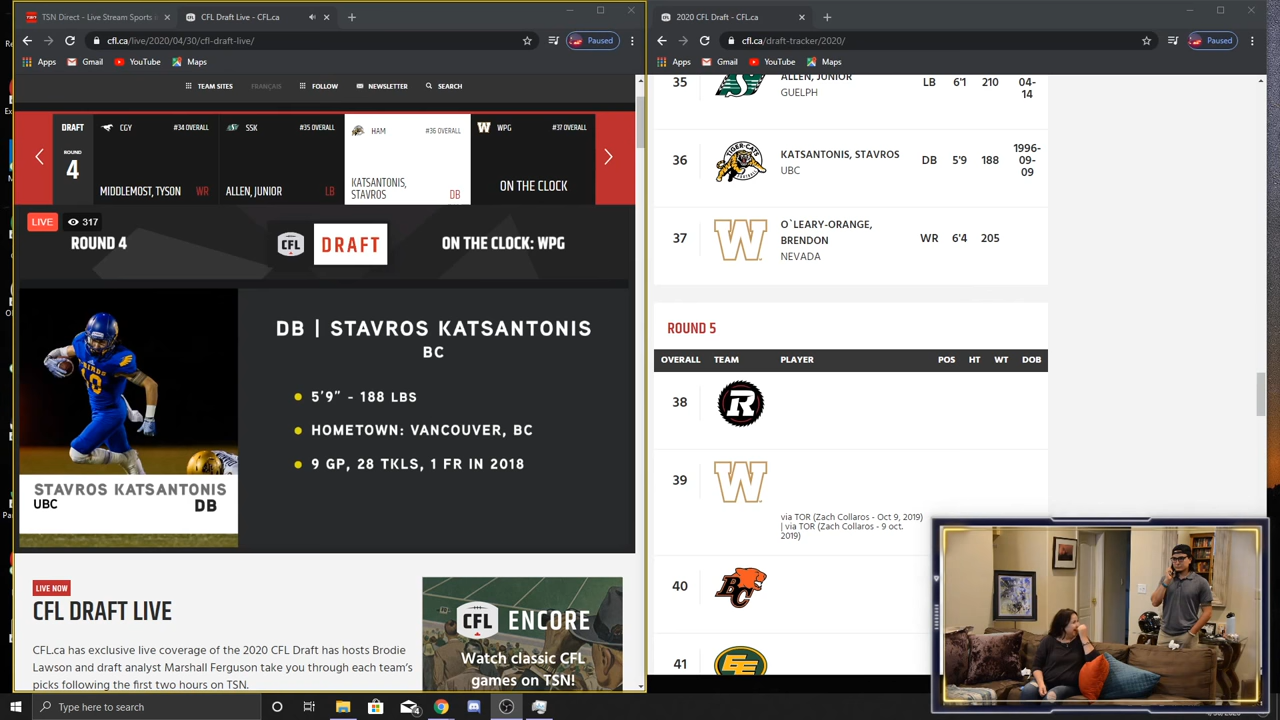 TSN Direct - Live Stream Sports
CFL Draft Live - CFL.ca
cfl.ca/live/2020/04/30/cfl-draft-live/
Paused
Apps Gmail YouTube Maps
TEAM SITES FRANÇAIS FOLLOW NEWSLETTER SEARCH
DRAFT
ROUND
4
CGY #34 OVERALL
MIDDLEMOST, TYSON WR
SSK #35 OVERALL
ALLEN, JUNIOR LB
HAM #36 OVERALL
KATSANTONIS,
STAVROS DB
WPG #37 OVERALL
ON THE CLOCK
LIVE 317
ROUND 4
CFL DRAFT
ON THE CLOCK: WPG
DB | STAVROS KATSANTONIS
BC
5'9" - 188 LBS
HOMETOWN: VANCOUVER, BC
9 GP, 28 TKLS, 1 FR IN 2018
STAVROS KATSANTONIS
UBC DB
LIVE NOW
CFL DRAFT LIVE
CFL.ca has exclusive live coverage of the 2020 CFL Draft has hosts Brodie
Lawson and draft analyst Marshall Ferguson take you through each team's
picks following the first two hours on TSN.
CFL ENCORE
Watch classic CFL
games on TSN!
2020 CFL Draft - CFL.ca
cfl.ca/draft-tracker/2020/
Paused
Apps Gmail YouTube Maps
35 ALLEN, JUNIOR LB 6'1 210 04-
GUELPH 14
36 TIGER-CATS KATSANTONIS, STAVROS DB 5'9 188 1996-
UBC 09-
09
37 W O`LEARY-ORANGE,
BRENDON WR 6'4 205
NEVADA
ROUND 5
OVERALL TEAM PLAYER POS HT WT DOB
38 R
39 W
via TOR (Zach Collaros - Oct 9, 2019)
| via TOR (Zach Collaros - 9 oct.
2019)
40 BC
41
Type here to search